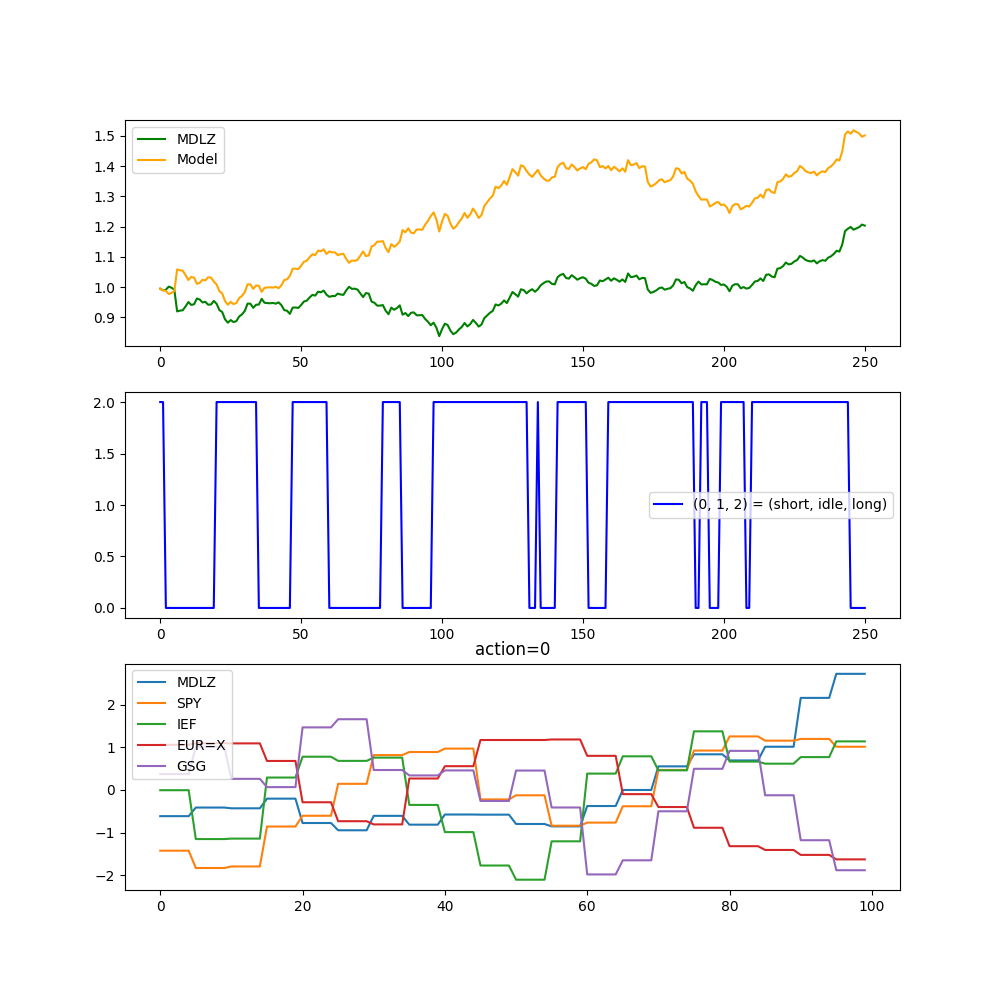 1.5
1.4
1.3
1.2
1.1
1.0
0.9
MDLZ
Model
0 50 100 150 200 250
2.0
1.5
1.0
0.5
0.0
(0, 1, 2) = (short, idle, long)
0 50 100 150 200 250
action=0
2
1
0
−1
−2
MDLZ
SPY
IEF
EUR=X
GSG
0 20 40 60 80 100